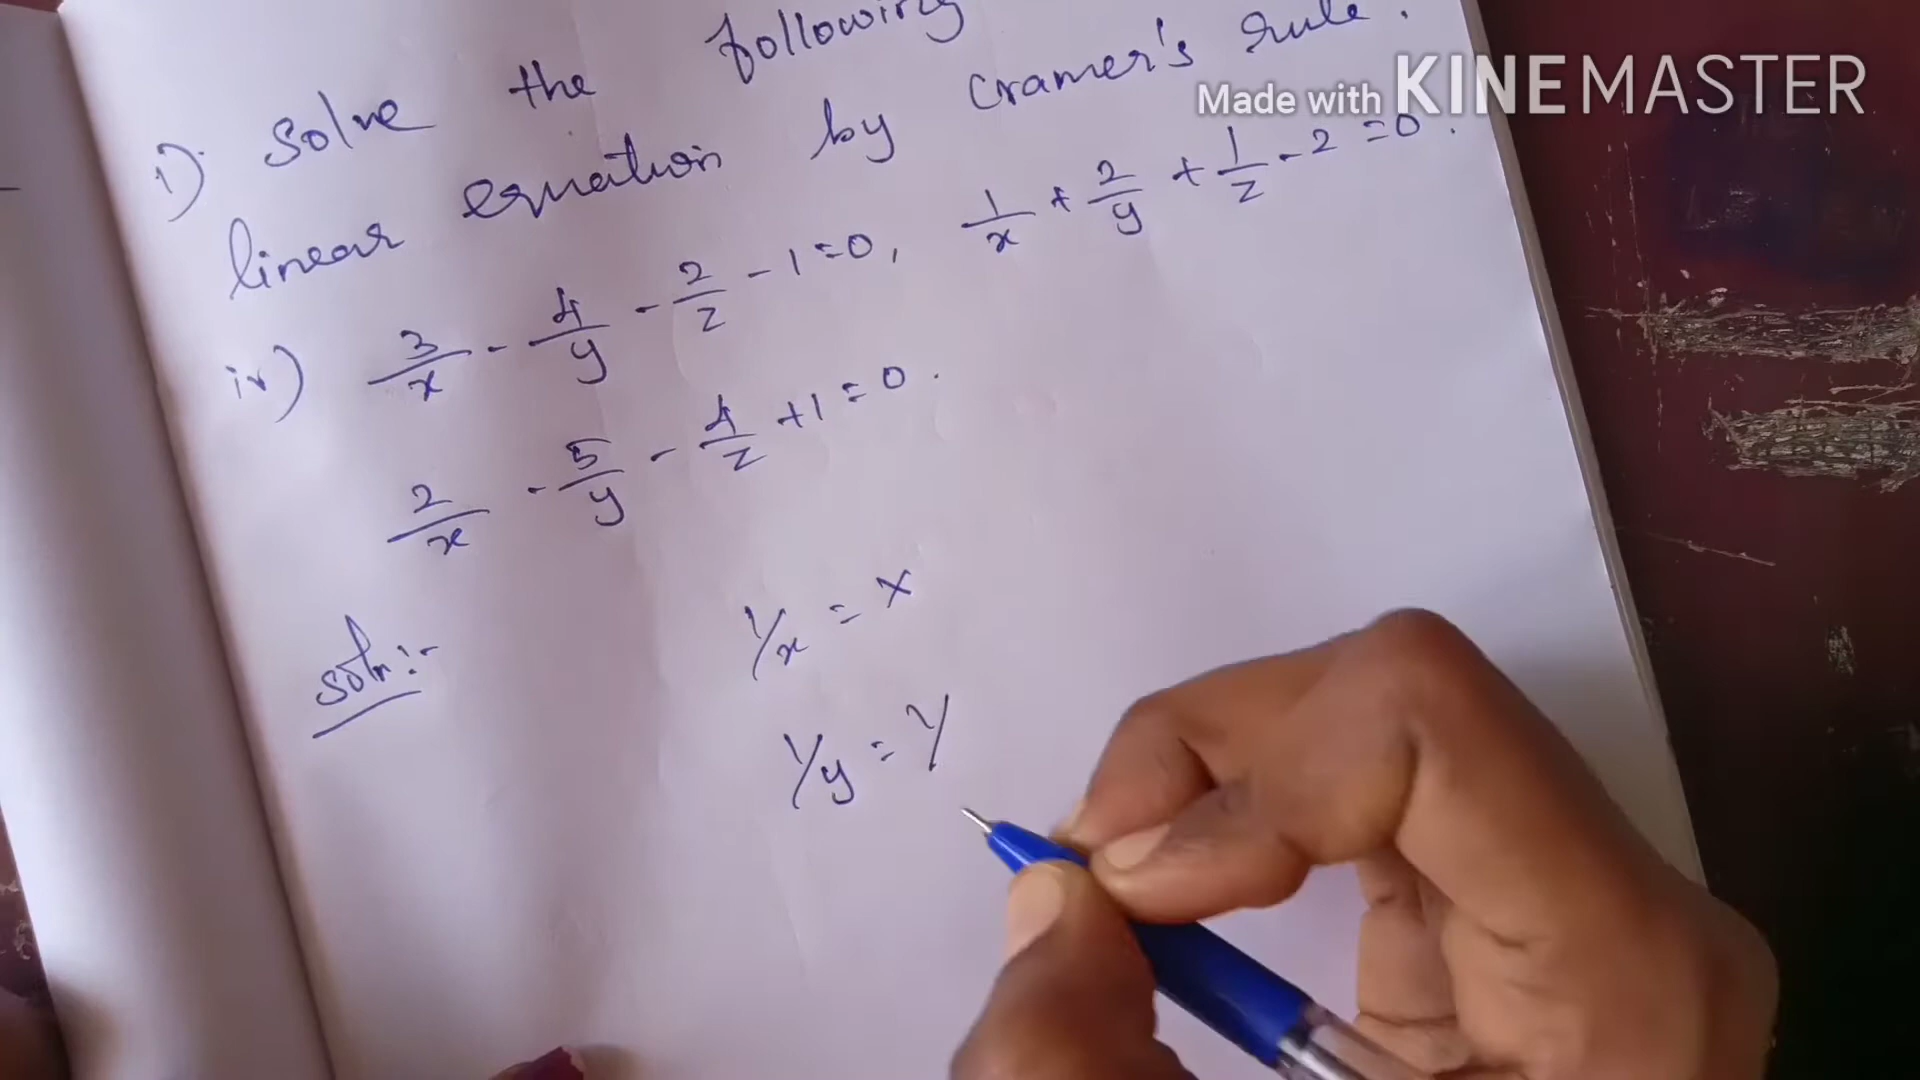 1) Solve the following
linear equation by Cramer's rule.
iv) 3/x - 4/y - 2/z - 1 = 0, 1/x + 2/y + 1/z - 2 = 0.
2/x - 5/y - 4/z + 1 = 0.
soln:-
1/x = X
1/y = Y
Made with KINEMASTER